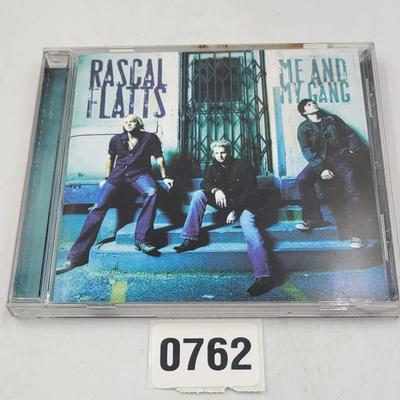 RASCAL
FLATTS
ME AND
MY GANG
0762